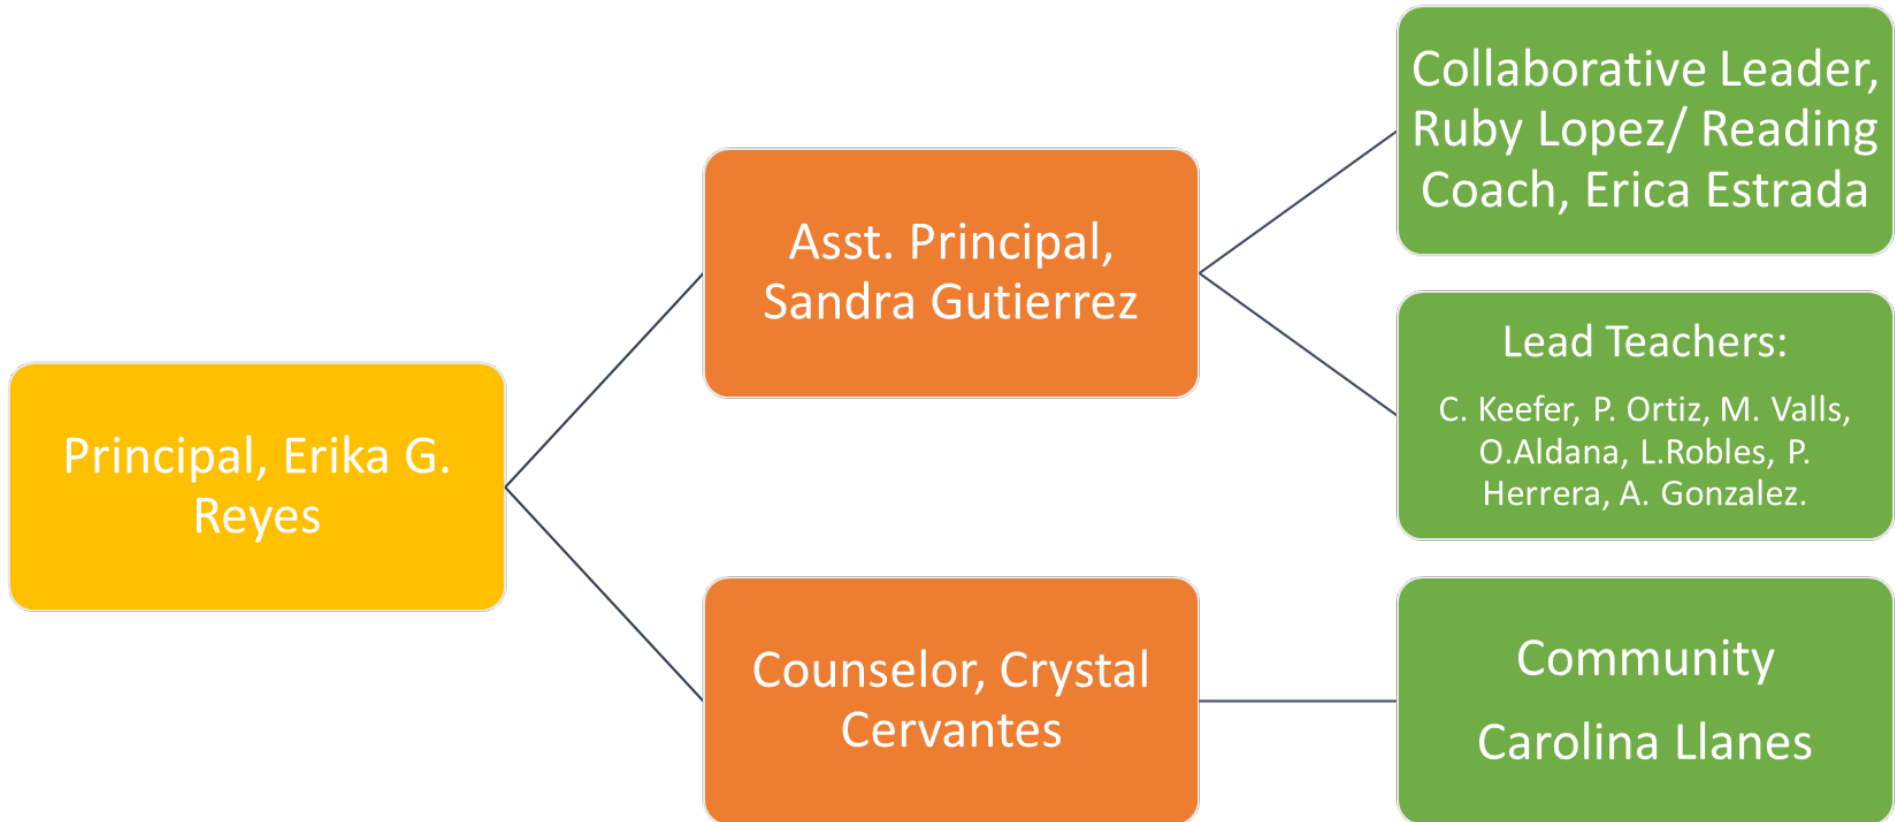 Principal, Erika G.
Reyes
Asst. Principal,
Sandra Gutierrez
Counselor, Crystal
Cervantes
Collaborative Leader,
Ruby Lopez/ Reading
Coach, Erica Estrada
Lead Teachers:
C. Keefer, P. Ortiz, M. Valls,
O.Aldana, L.Robles, P.
Herrera, A. Gonzalez.
Community
Carolina Llanes